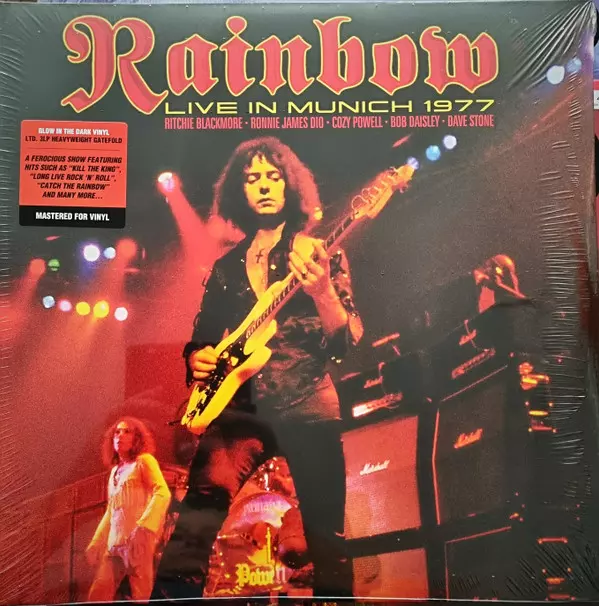 Rainbow
LIVE IN MUNICH 1977
RITCHIE BLACKMORE • RONNIE JAMES DIO • COZY POWELL • BOB DAISLEY • DAVE STONE
GLOW IN THE DARK VINYL
LTD. 3LP HEAVYWEIGHT GATEFOLD
A FEROCIOUS SHOW FEATURING
HITS SUCH AS "KILL THE KING",
"LONG LIVE ROCK 'N' ROLL",
"CATCH THE RAINBOW"
AND MANY MORE...
MASTERED FOR VINYL
Marshall
Marshall
Marshall
Powell